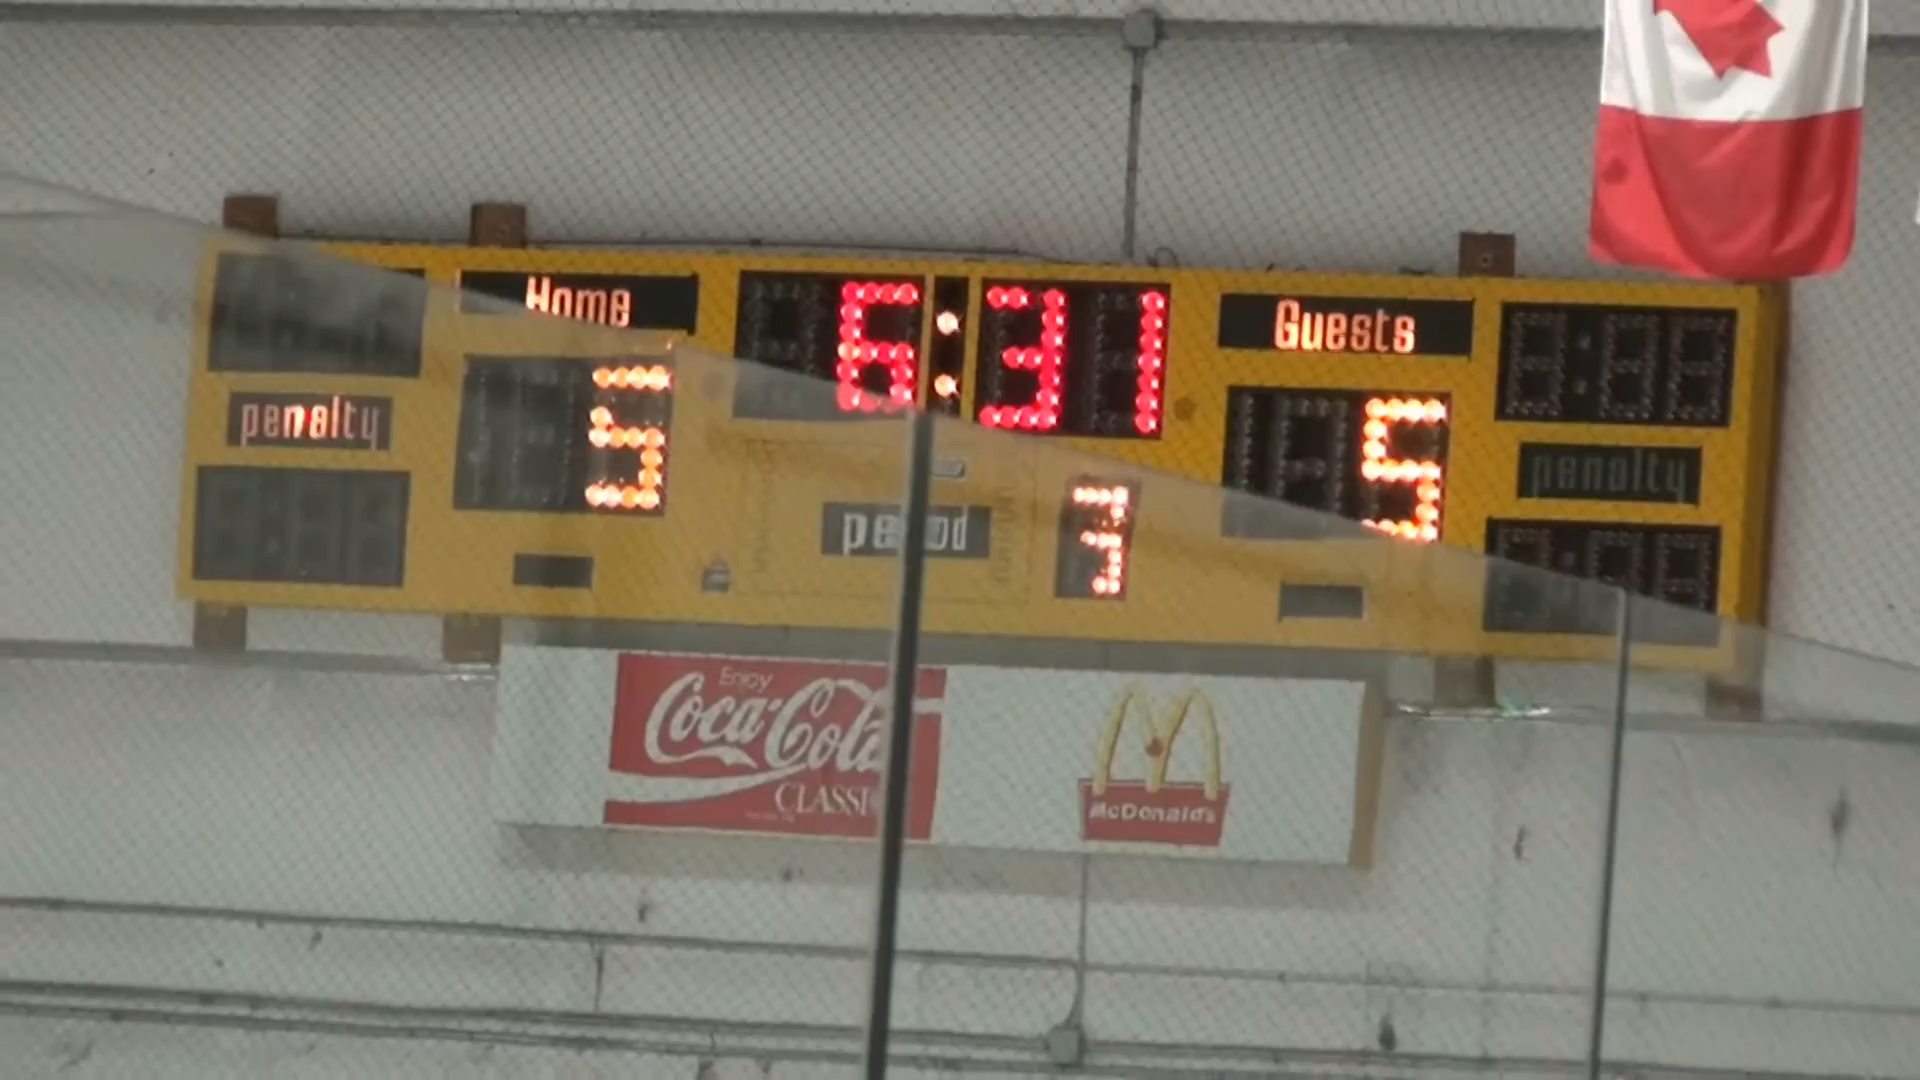 Home
6:31
Guests
penalty
5
5
penalty
period
3
Enjoy
Coca-Cola
CLASSIC
McDonald's